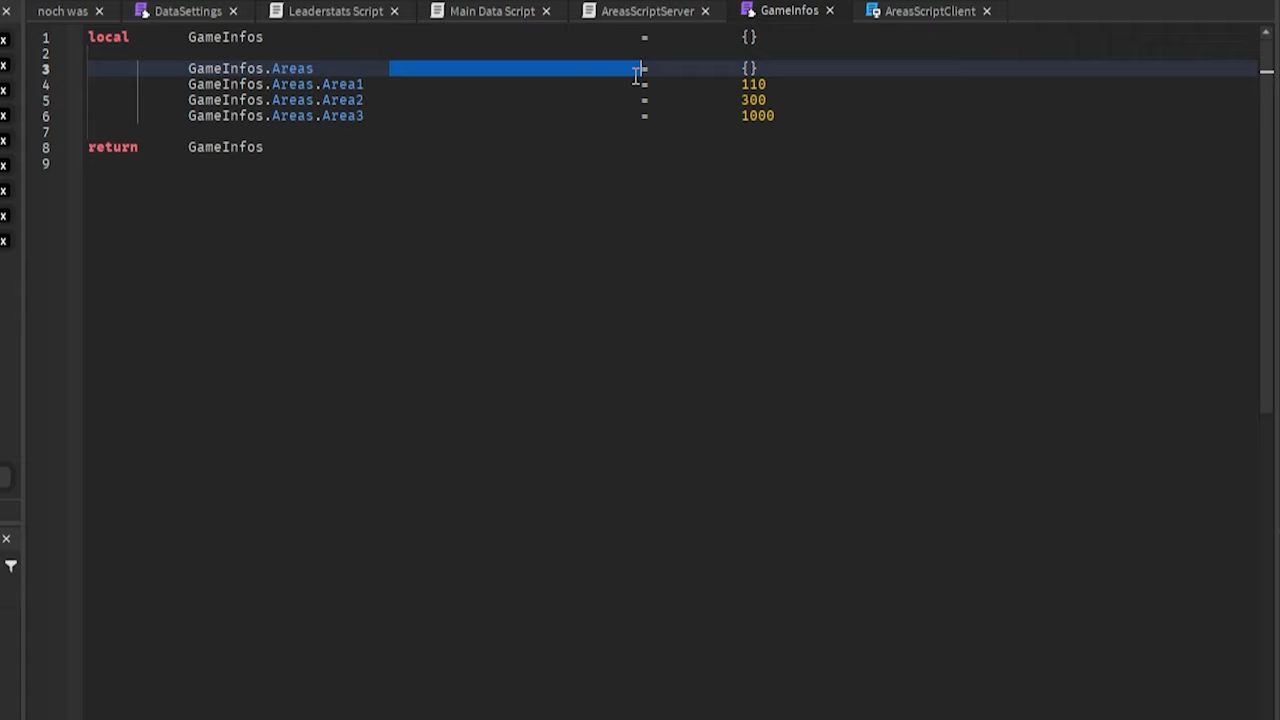 noch was DataSettings Leaderstats Script Main Data Script AreasScriptServer GameInfos AreasScriptClient
1 local GameInfos = {}
2
3 GameInfos.Areas = {}
4 GameInfos.Areas.Area1 = 110
5 GameInfos.Areas.Area2 = 300
6 GameInfos.Areas.Area3 = 1000
7
8 return GameInfos
9